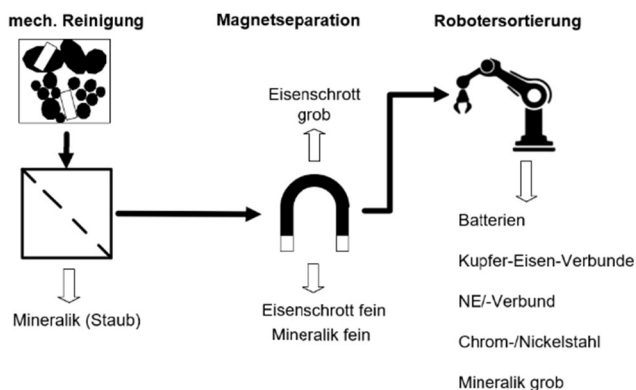 mech. Reinigung
Magnetseparation
Robotersortierung
Eisenschrott
grob
Mineralik (Staub)
Eisenschrott fein
Mineralik fein
Batterien
Kupfer-Eisen-Verbunde
NE/-Verbund
Chrom-/Nickelstahl
Mineralik grob